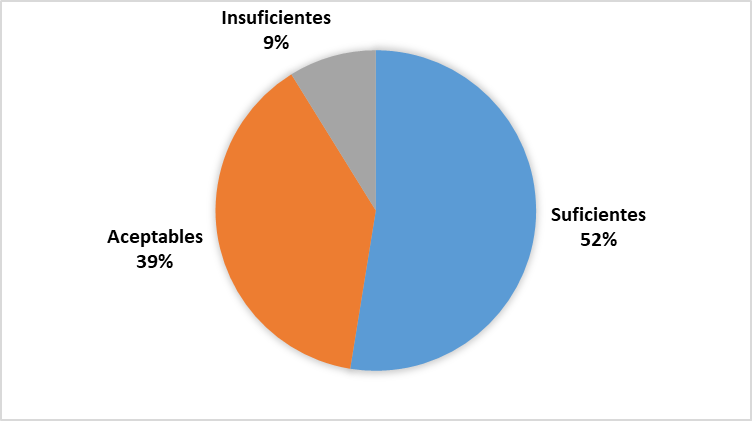 Insuficientes
9%
Suficientes
52%
Aceptables
39%